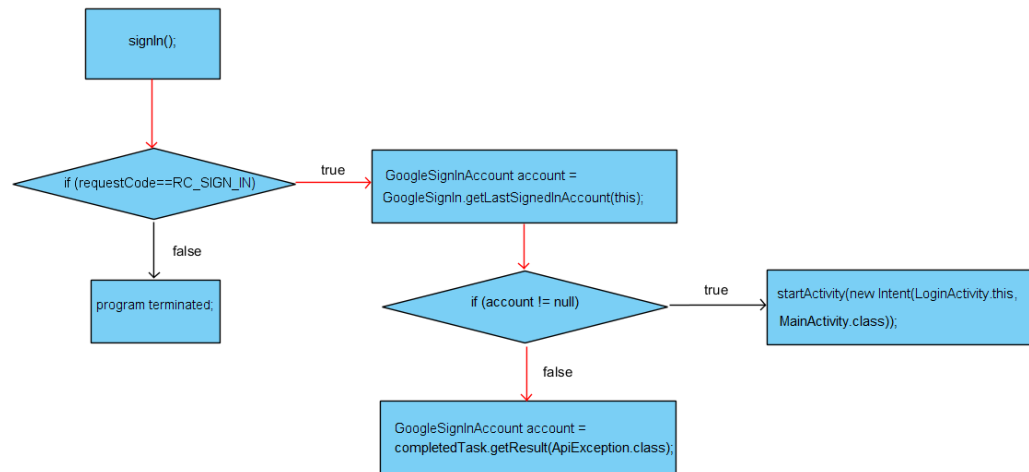 signIn();
if (requestCode==RC_SIGN_IN)
true
GoogleSignInAccount account =
GoogleSignIn.getLastSignedInAccount(this);
false
program terminated;
if (account != null)
true
startActivity(new Intent(LoginActivity.this,
MainActivity.class));
false
GoogleSignInAccount account =
completedTask.getResult(ApiException.class);